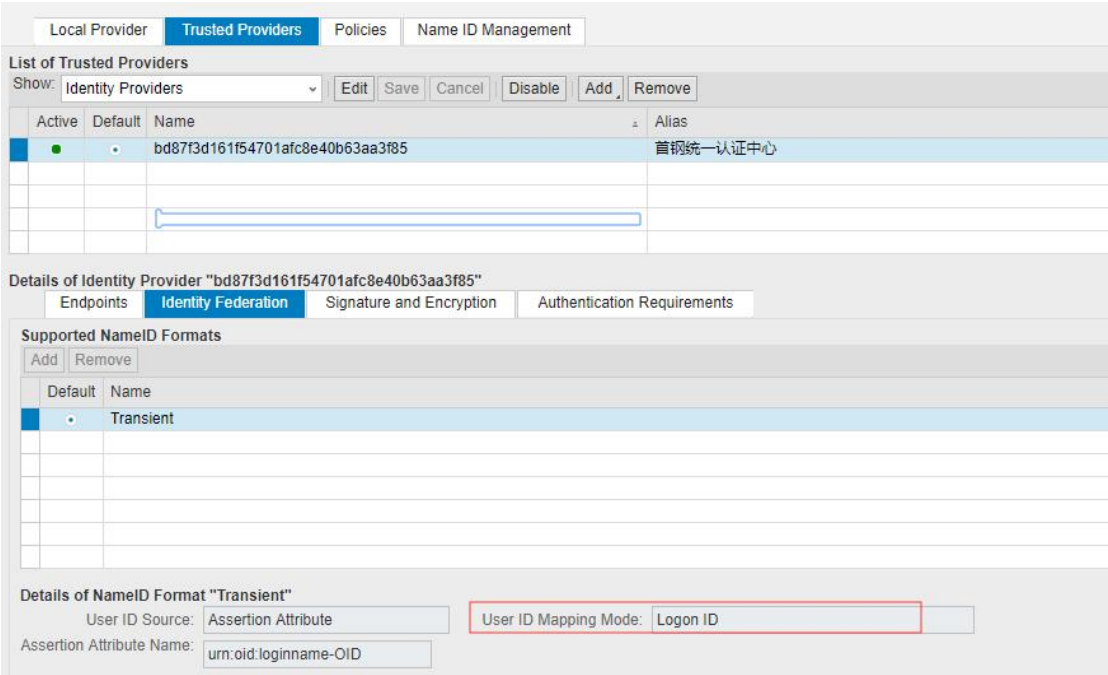 Local Provider Trusted Providers Policies Name ID Management
List of Trusted Providers
Show: Identity Providers Edit Save Cancel Disable Add Remove
Active Default Name Alias
bd87f3d161f54701afc8e40b63aa3f85 首钢统一认证中心
Details of Identity Provider "bd87f3d161f54701afc8e40b63aa3f85"
Endpoints Identity Federation Signature and Encryption Authentication Requirements
Supported NameID Formats
Add Remove
Default Name
Transient
Details of NameID Format "Transient"
User ID Source: Assertion Attribute User ID Mapping Mode: Logon ID
Assertion Attribute Name: urn:oid:loginname-OID